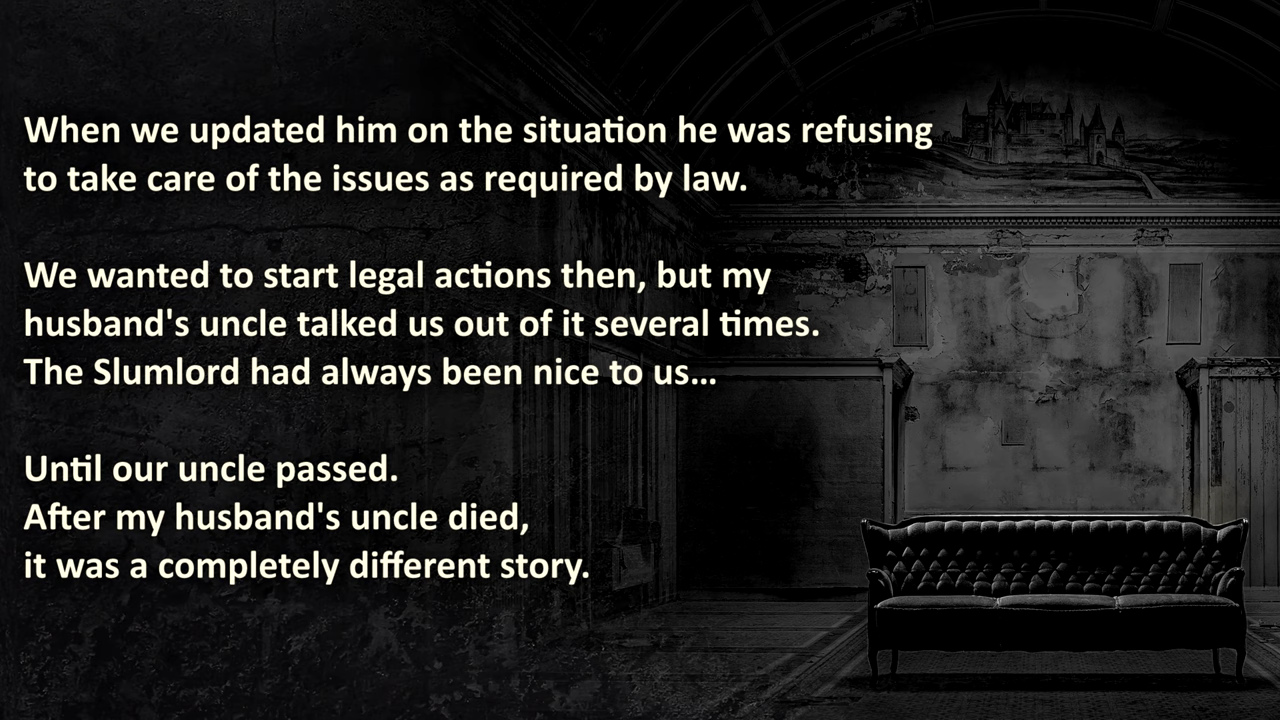 When we updated him on the situation he was refusing
to take care of the issues as required by law.
We wanted to start legal actions then, but my
husband's uncle talked us out of it several times.
The Slumlord had always been nice to us...
Until our uncle passed.
After my husband's uncle died,
it was a completely different story.